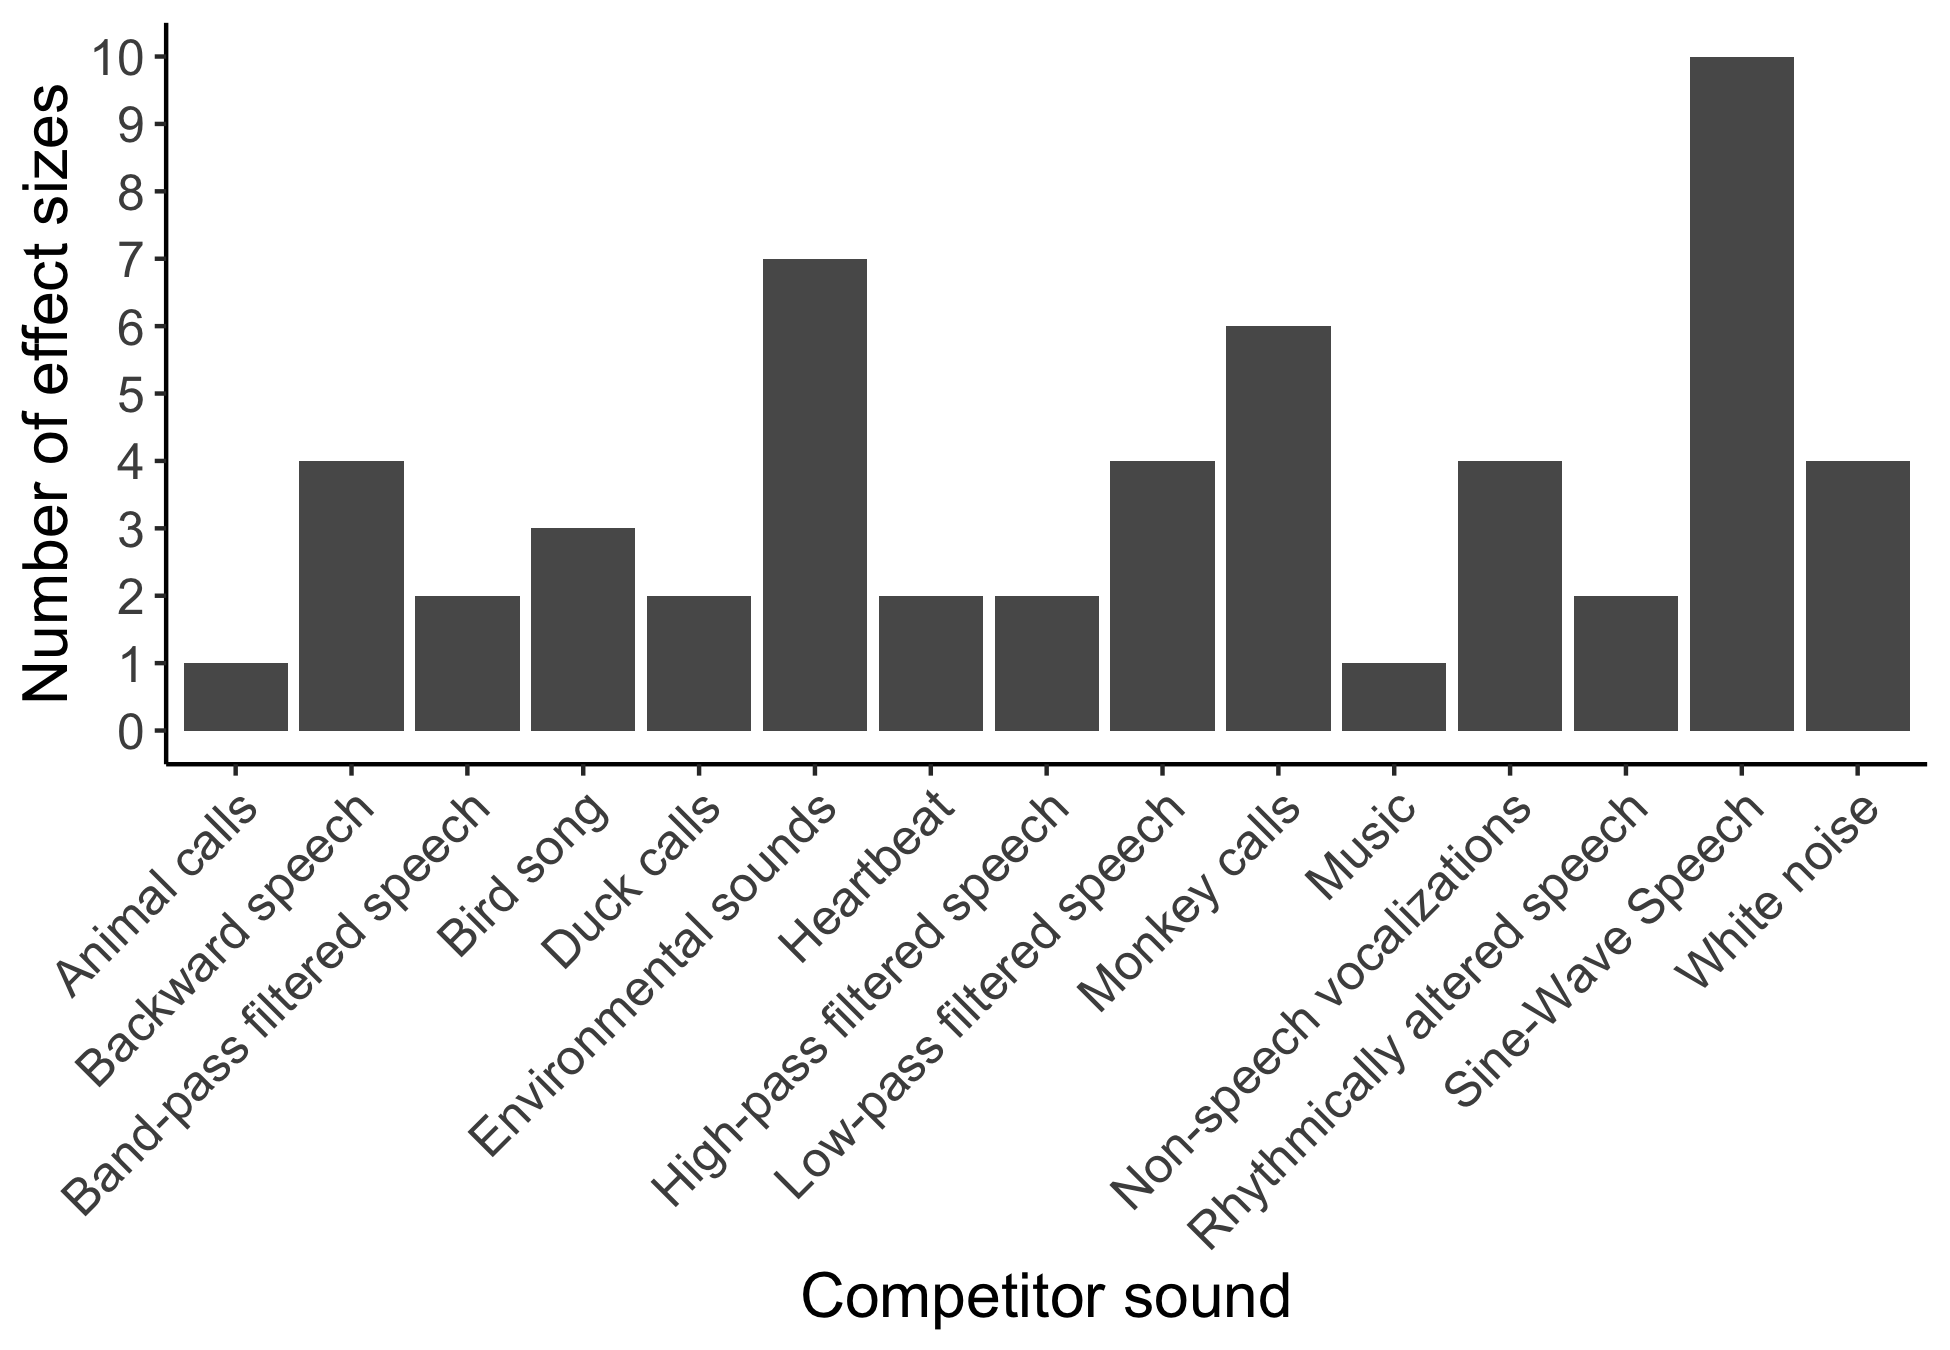 Number of effect sizes
10
9
8
7
6
5
4
3
2
1
0
Animal calls
Backward speech
Band-pass filtered speech
Bird song
Duck calls
Environmental sounds
Heartbeat
High-pass filtered speech
Low-pass filtered speech
Monkey calls
Music
Non-speech vocalizations
Rhythmically altered speech
Sine-Wave Speech
White noise
Competitor sound